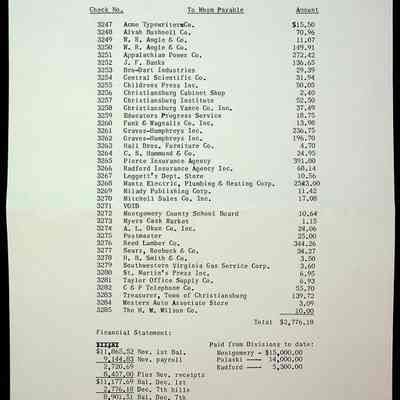 Check No. To Whom Payable Amount
3247 Acme Typewriter Co. $15.50
3248 Alvah Bushnell Co. 70.96
3249 W. R. Angle & Co. 11.07
3250 W. R. Angle & Co. 149.91
3251 Appalachian Power Co. 272.42
3252 J. F. Banks 136.65
3253 Bro-Dart Industries 29.39
3254 Central Scientific Co. 31.94
3255 Childrens Press Inc. 50.05
3256 Christiansburg Cabinet Shop 2.40
3257 Christiansburg Institute 52.50
3258 Christiansburg Vance Co. Inc. 37.49
3259 Educators Progress Service 18.75
3260 Funk & Wagnalls Co. Inc. 13.98
3261 Graves-Humphreys Inc. 236.75
3262 Graves-Humphreys Inc. 196.70
3263 Hall Bros. Furniture Co. 4.70
3264 C. S. Hammond & Co. 24.95
3265 Pierce Insurance Agency 391.80
3266 Radford Insurance Agency Inc. 68.14
3267 Leggett's Dept. Store 10.56
3268 Mantz Electric, Plumbing & Heating Corp.
3269 Milady Publishing Corp. 11.42
3270 Mitchell Sales Co. Inc. 17.08
3271 VOID
3272 Montgomery County School Board 10.64
3273 Myers Cash Market 1.15
3274 A. L. Inc. 24.06
3275 Postmaster 25.00
3276 Reed Lumber Co. 344.26
3277 Sears, Roebuck & Co. 34.27
3278 H. B. Smith & Co. 3.50
3279 Southwestern Virginia Gas Service Corp. 3.60
3280 St. Martin's Press Inc. 6.95
3281 Taylor Office Supply Co. 6.93
3282 C & P Telephone Co. 55.70
3283 Treasurer, Town of Christiansburg 139.72
3284 Western Auto Associate Store 3.09
3285 The H. W. Wilson Co. 10.00
Total $2,776.18
Financial Statement:
Paid from Divisions to date:
$11,865.52 Nov. 1st Bal. Montgomery - $15,000.00
9,144.83 Nov. payroll Pulaski ---- 14,000.00
2,720.69 Radford ---- 5,500.00
8,457.00 Plus Nov. receipts
$11,177.69 Bal. Dec. 1st
2,776.18 Dec. 7th bills
8,901.51 Bal. Dec. 7th